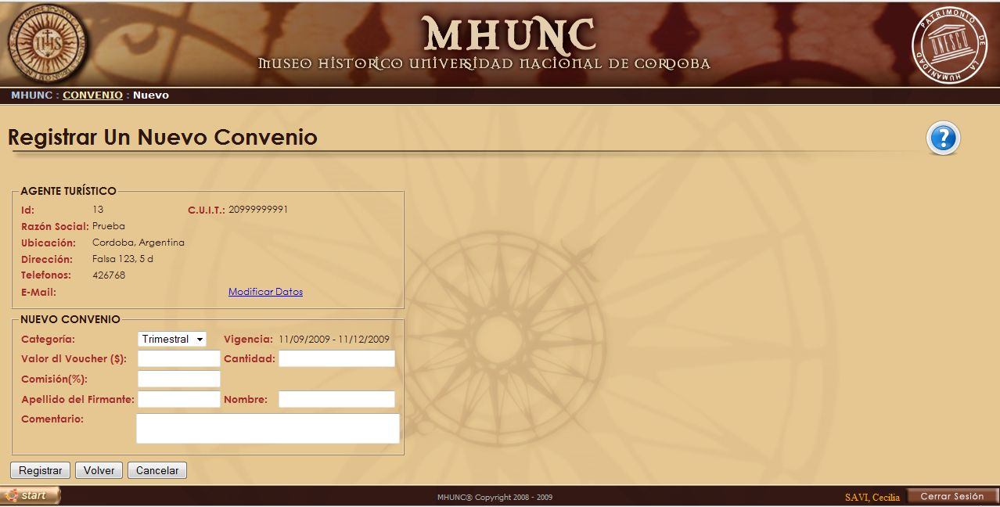 IHS
MHUNC
MUSEO HISTORICO UNIVERSIDAD NACIONAL DE CORDOBA
PATRIMONIO DE LA HUMANIDAD
UNESCO
MHUNC : CONVENIO : Nuevo
Registrar Un Nuevo Convenio
?
AGENTE TURÍSTICO
Id: 13 C.U.I.T.: 20999999991
Razón Social: Prueba
Ubicación: Cordoba, Argentina
Dirección: Falsa 123, 5 d
Telefonos: 426768
E-Mail: Modificar Datos
NUEVO CONVENIO
Categoría: Trimestral Vigencia: 11/09/2009 - 11/12/2009
Valor dl Voucher ($): Cantidad:
Comisión(%):
Apellido del Firmante: Nombre:
Comentario:
Registrar Volver Cancelar
start MHUNC® Copyright 2008 - 2009 SAVI, Cecilia Cerrar Sesión